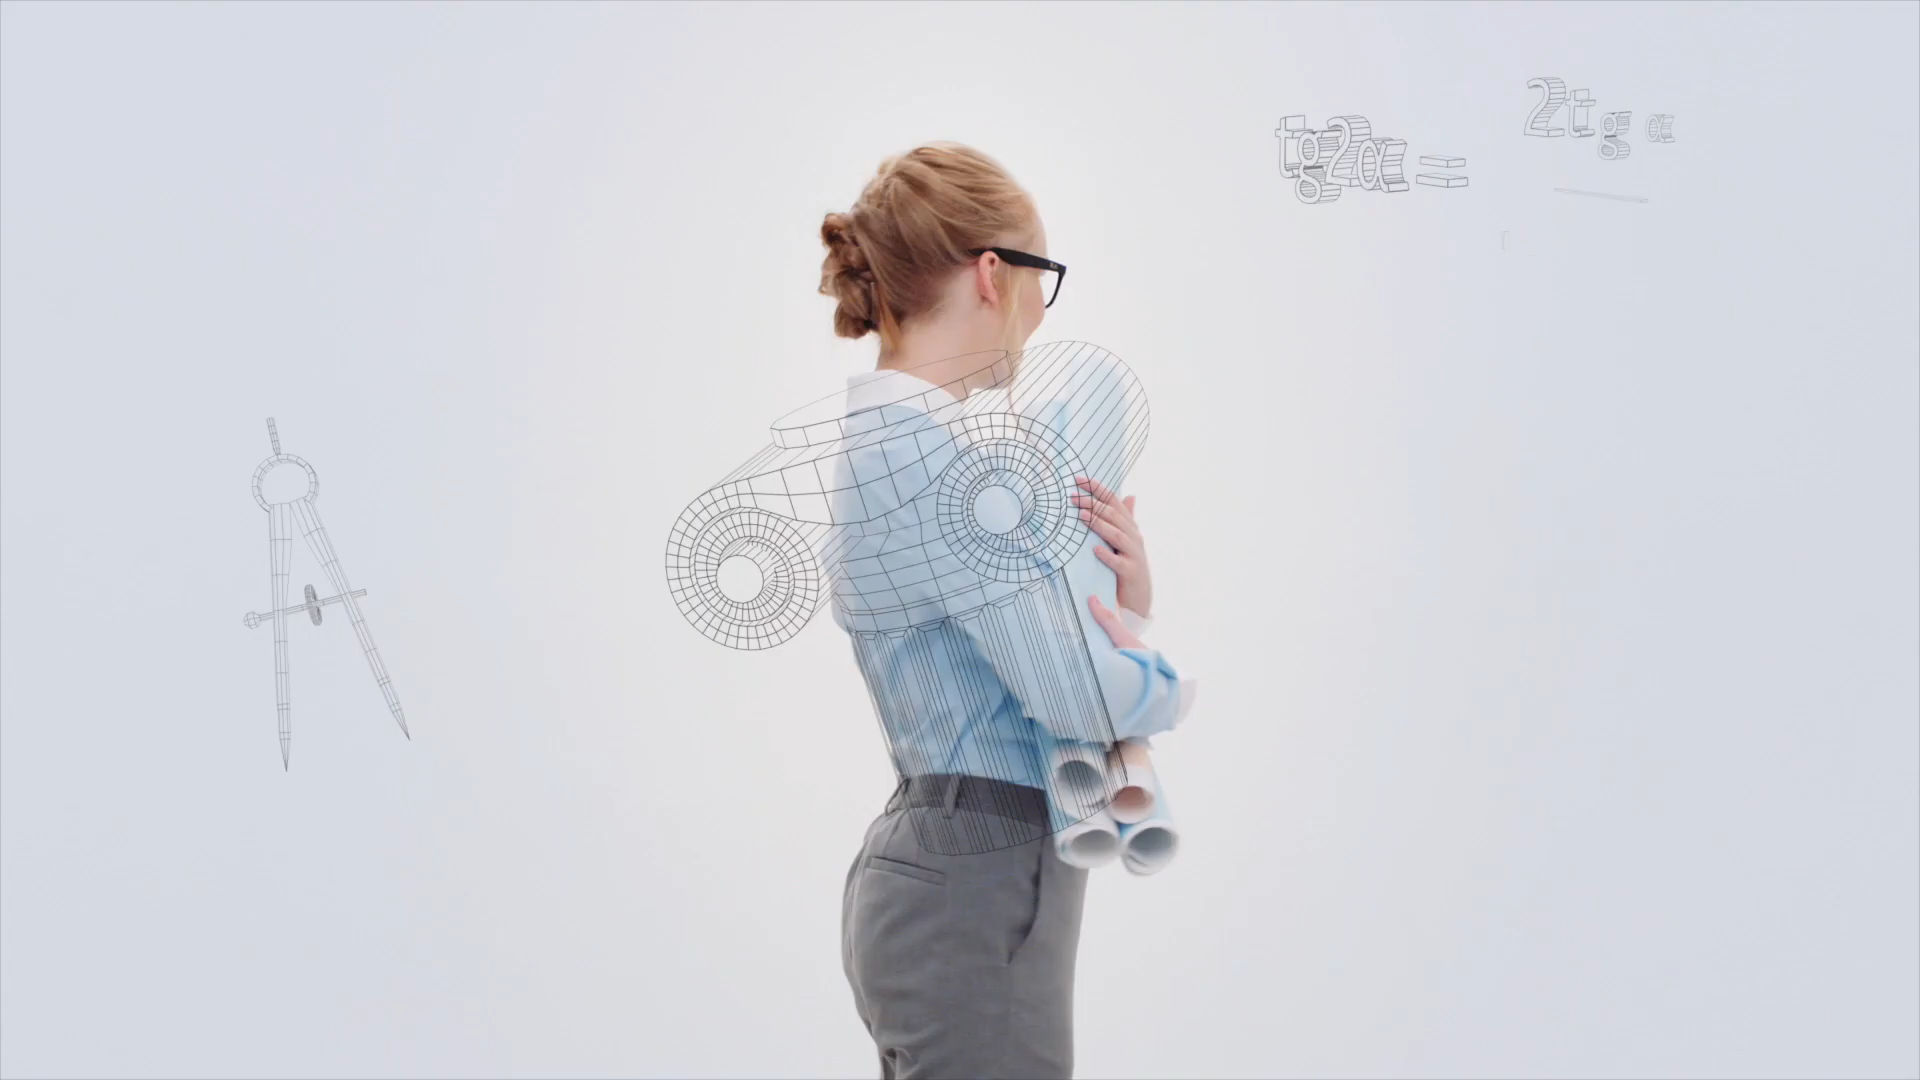 tg2α = 2tg α